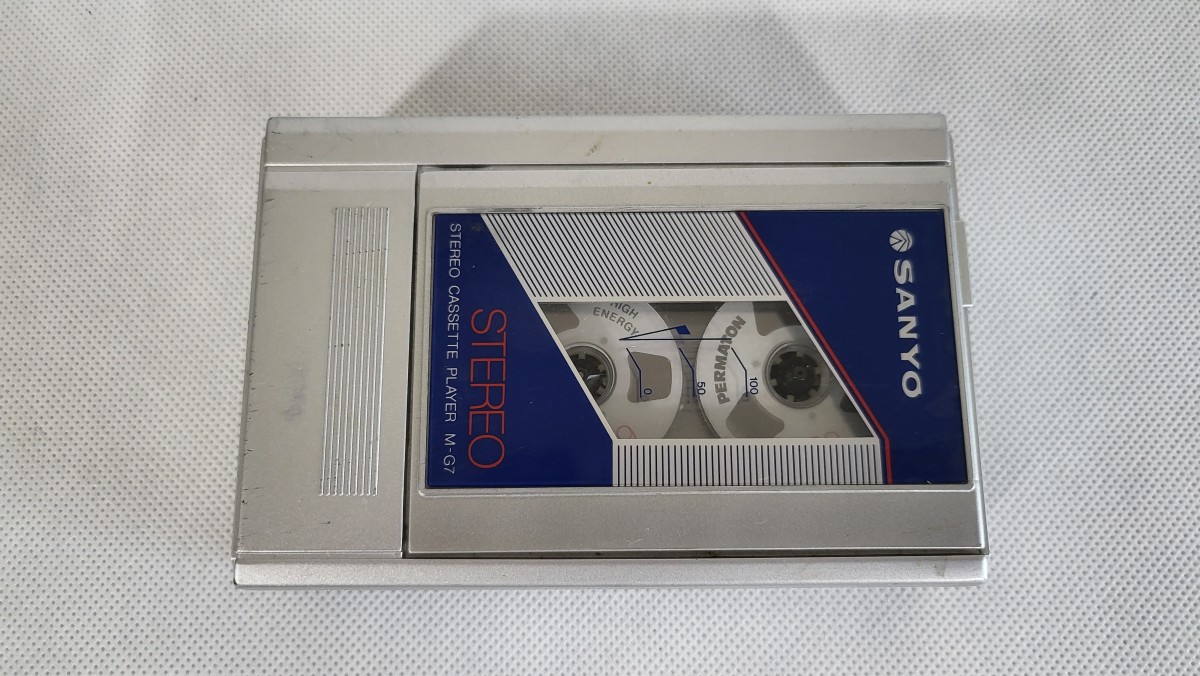 SANYO
HIGH
ENERGY
PERMATON
0
50
100
STEREO
STEREO CASSETTE PLAYER M-G7